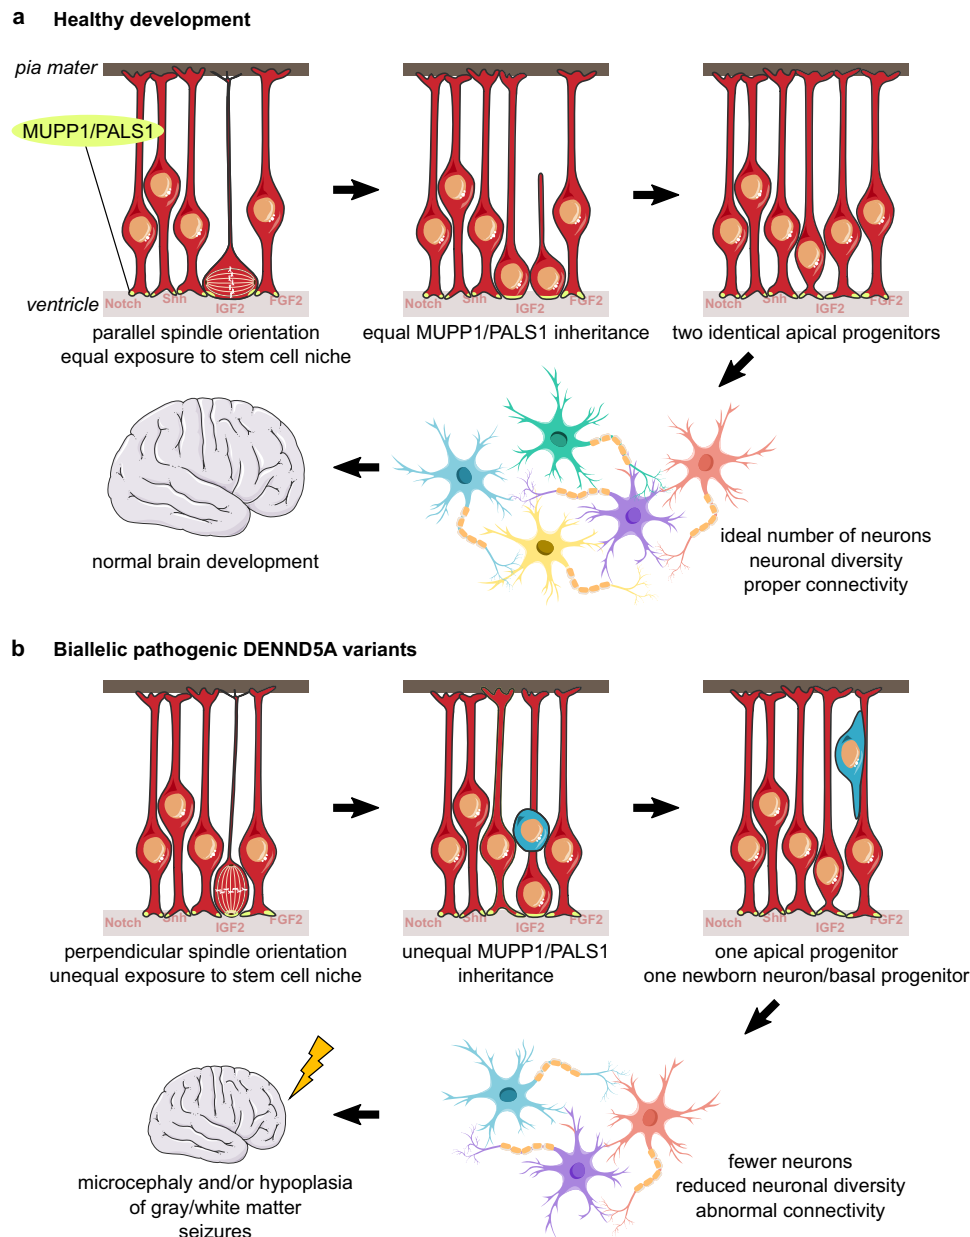 a Healthy development
pia mater
MUPP1/PALS1
ventricle
Notch Shh IGF2 FGF2
Notch Shh IGF2 FGF2
Notch Shh IGF2 FGF2
parallel spindle orientation
equal exposure to stem cell niche
equal MUPP1/PALS1 inheritance
two identical apical progenitors
normal brain development
ideal number of neurons
neuronal diversity
proper connectivity
b Biallelic pathogenic DENND5A variants
Notch Shh IGF2 FGF2
Notch Shh IGF2 FGF2
Notch Shh IGF2 FGF2
perpendicular spindle orientation
unequal exposure to stem cell niche
unequal MUPP1/PALS1
inheritance
one apical progenitor
one newborn neuron/basal progenitor
microcephaly and/or hypoplasia
of gray/white matter
seizures
fewer neurons
reduced neuronal diversity
abnormal connectivity